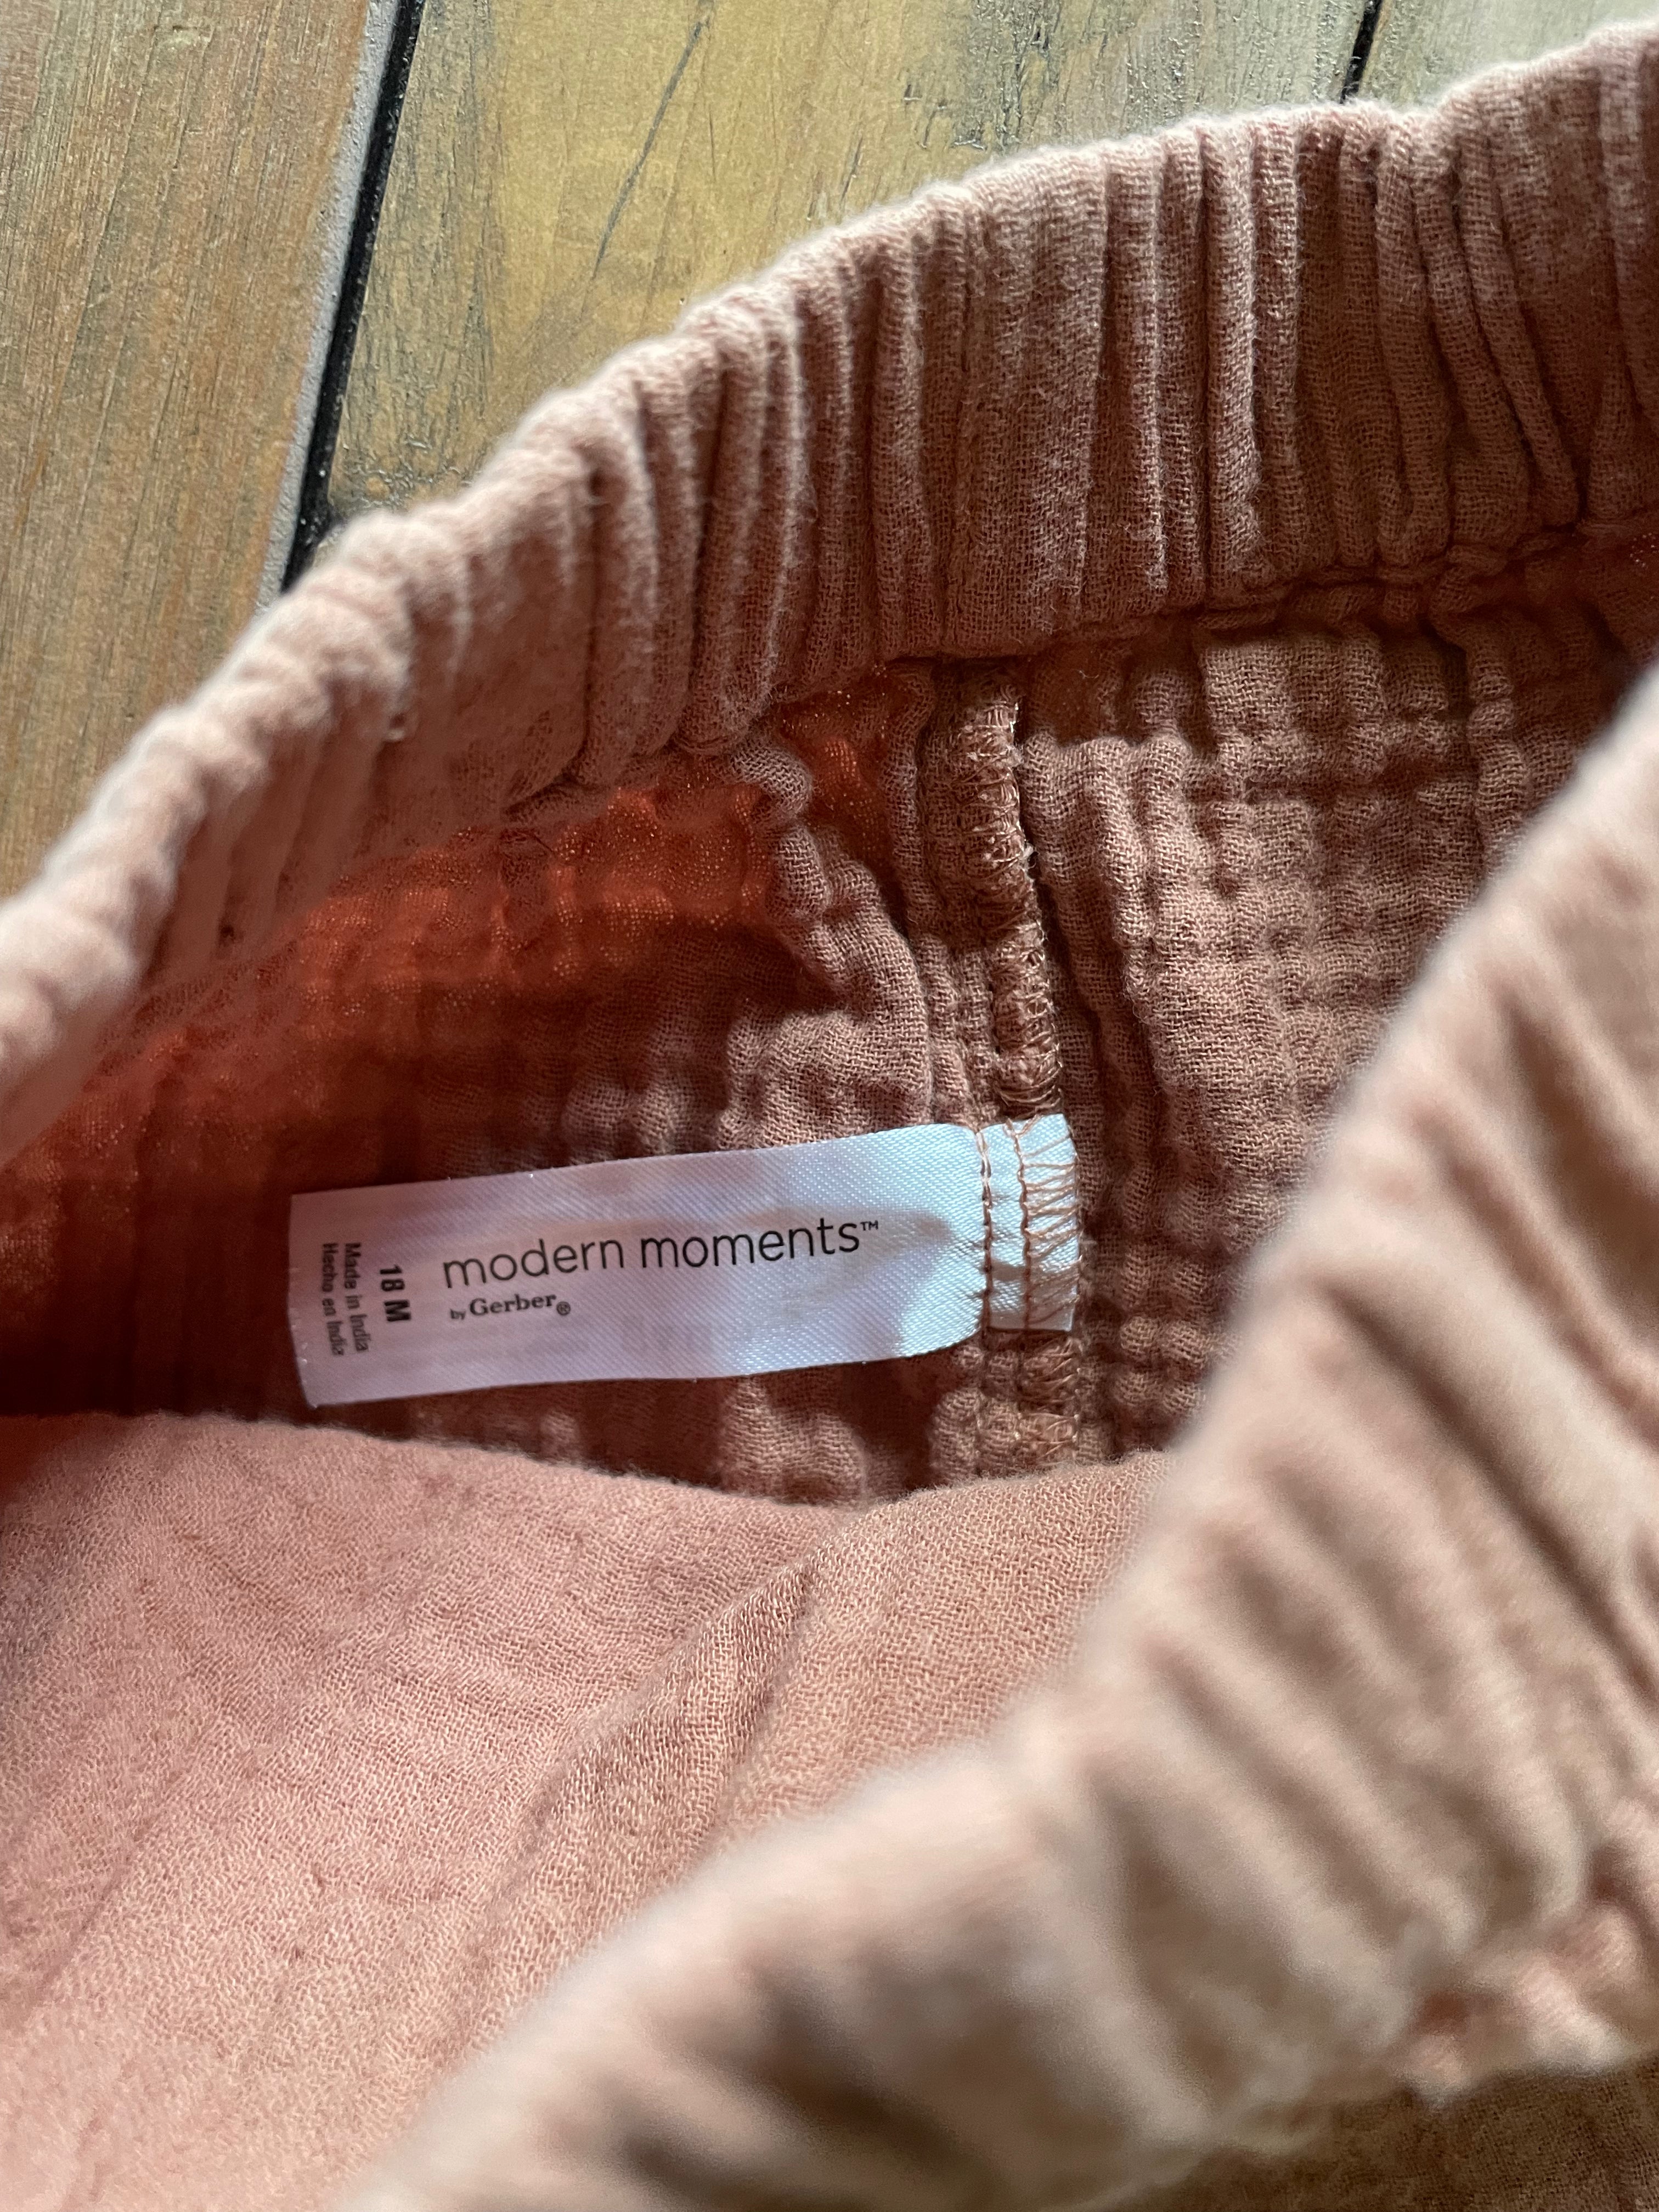 modern moments™
by Gerber®
18 M
Made in India
Hecho en India